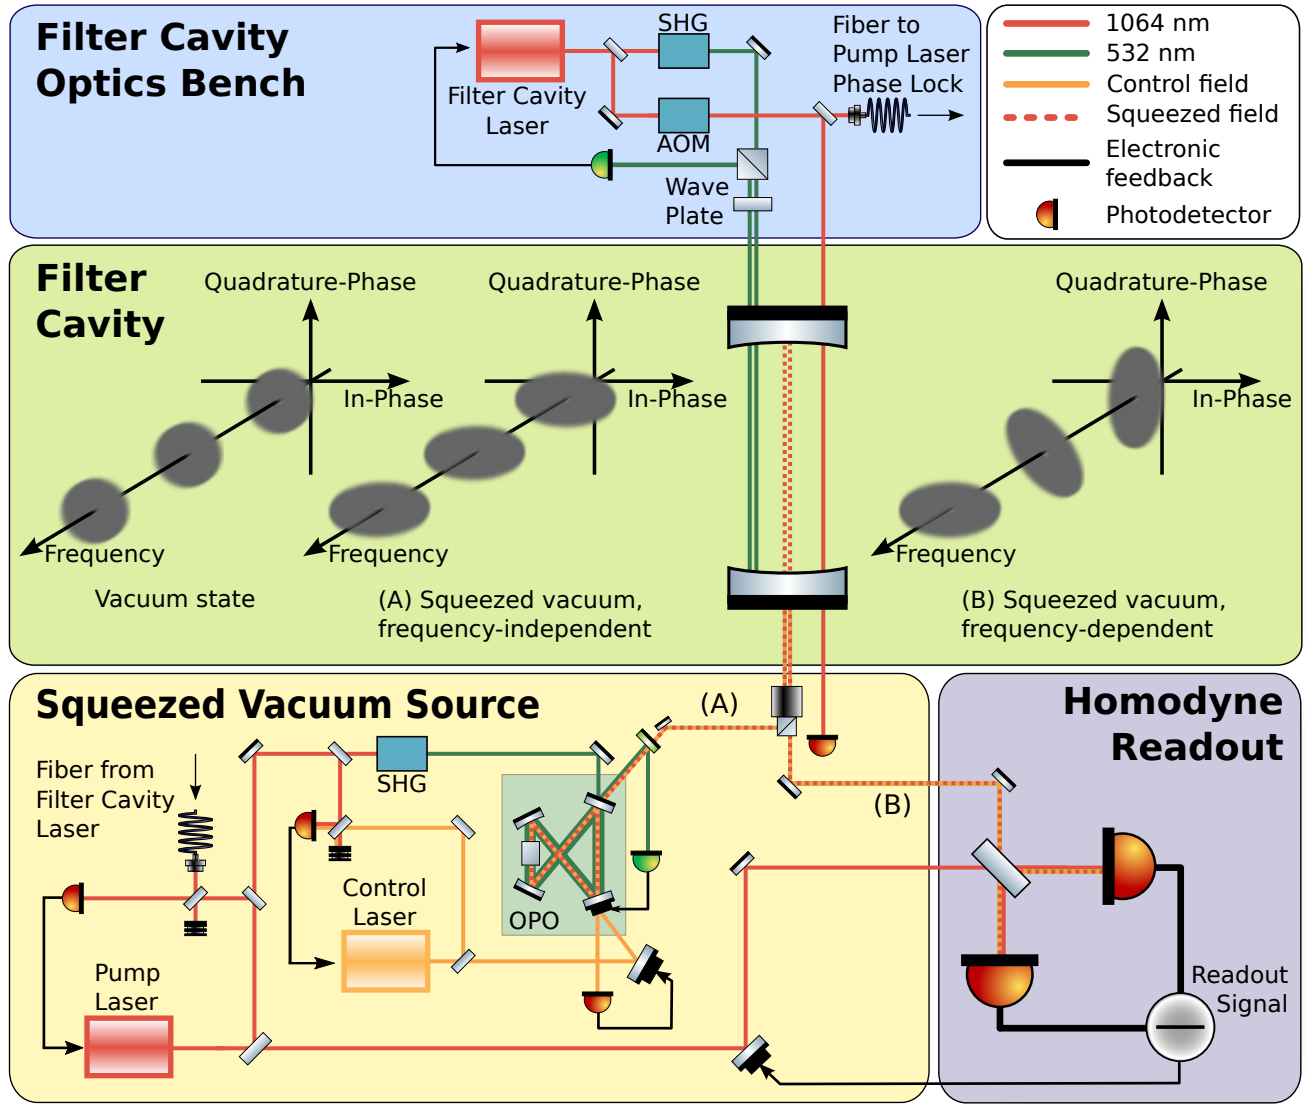 Filter Cavity
Optics Bench
SHG
Fiber to
Pump Laser
Phase Lock
Filter Cavity
Laser
AOM
Wave
Plate
1064 nm
532 nm
Control field
Squeezed field
Electronic
feedback
Photodetector
Filter
Cavity
Quadrature-Phase
In-Phase
Frequency
Vacuum state
Quadrature-Phase
In-Phase
Frequency
(A) Squeezed vacuum,
frequency-independent
Quadrature-Phase
In-Phase
Frequency
(B) Squeezed vacuum,
frequency-dependent
Squeezed Vacuum Source
(A)
Fiber from
Filter Cavity
Laser
SHG
(B)
Control
Laser
OPO
Pump
Laser
Homodyne
Readout
Readout
Signal